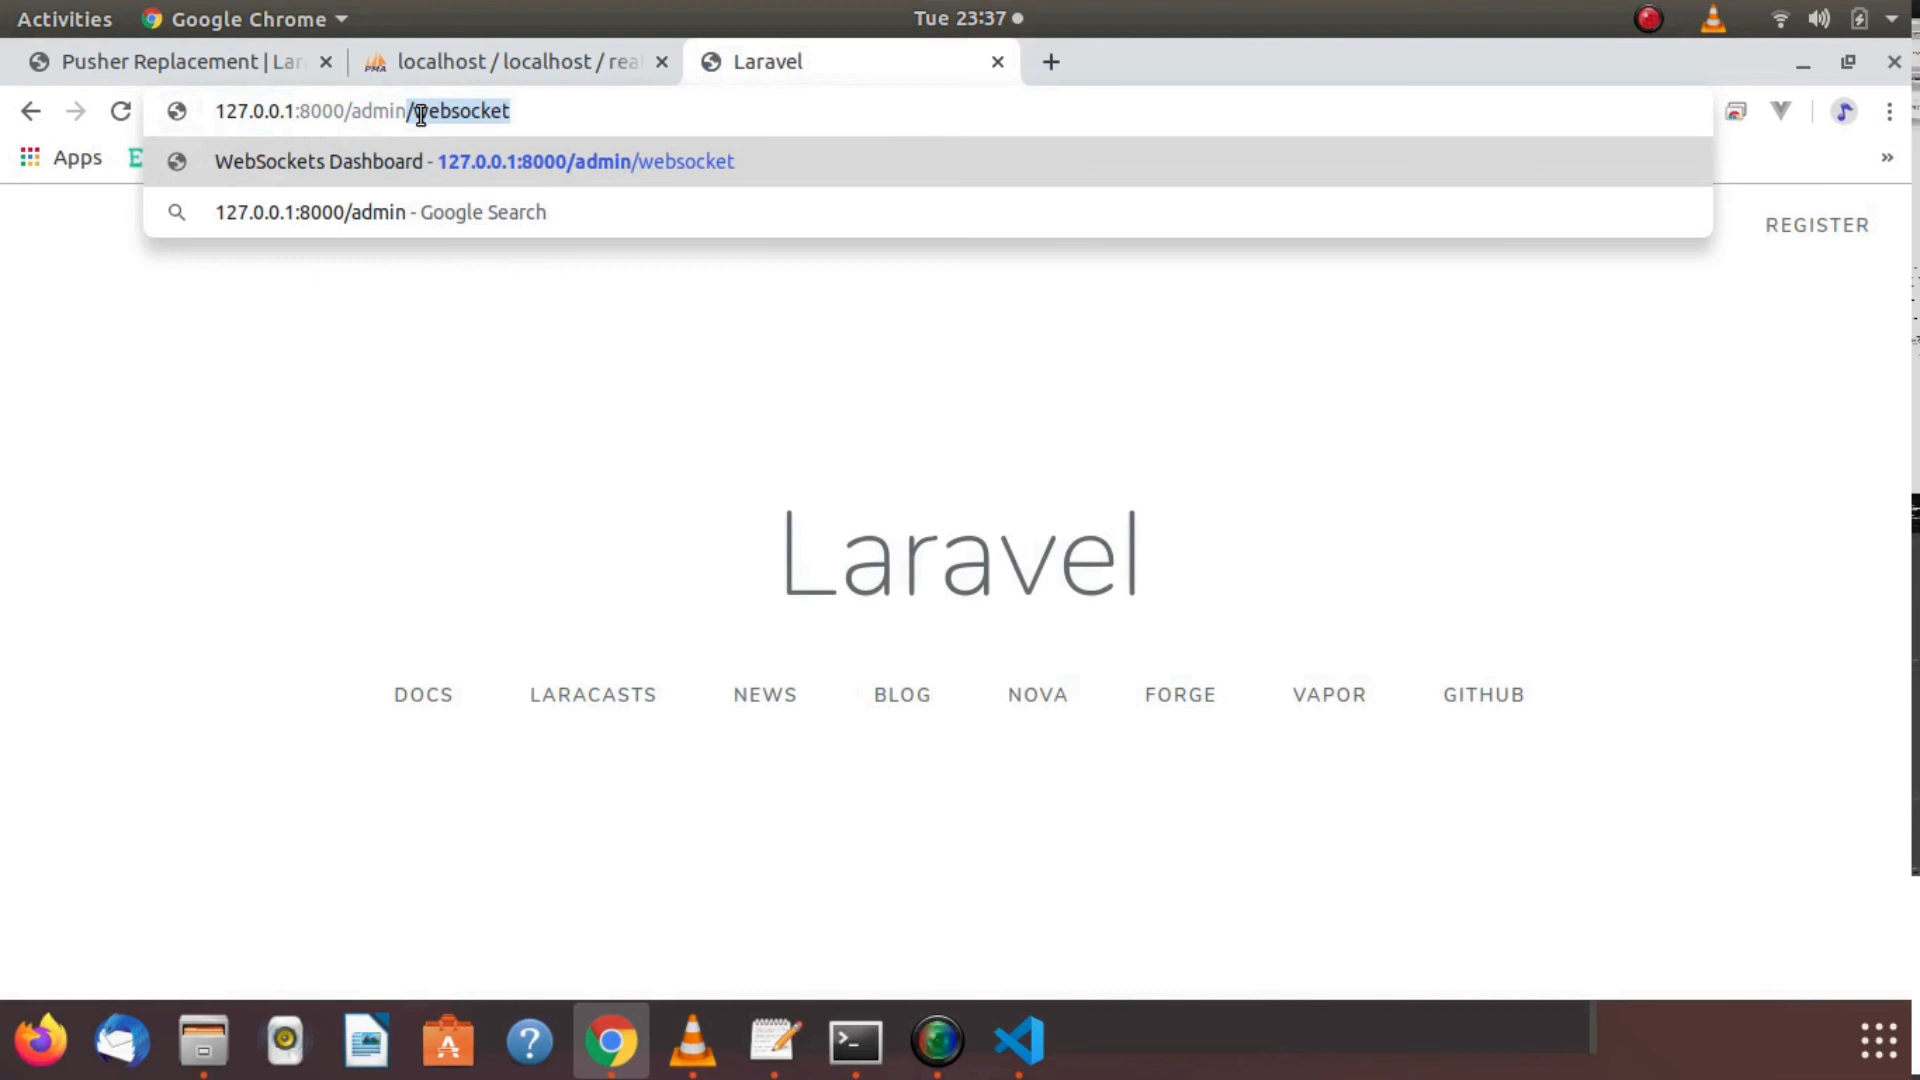 Activities Google Chrome Tue 23:37
Pusher Replacement | Lar localhost / localhost / rea Laravel
127.0.0.1:8000/admin/websocket
Apps
WebSockets Dashboard - 127.0.0.1:8000/admin/websocket
127.0.0.1:8000/admin - Google Search
REGISTER
Laravel
DOCS LARACASTS NEWS BLOG NOVA FORGE VAPOR GITHUB